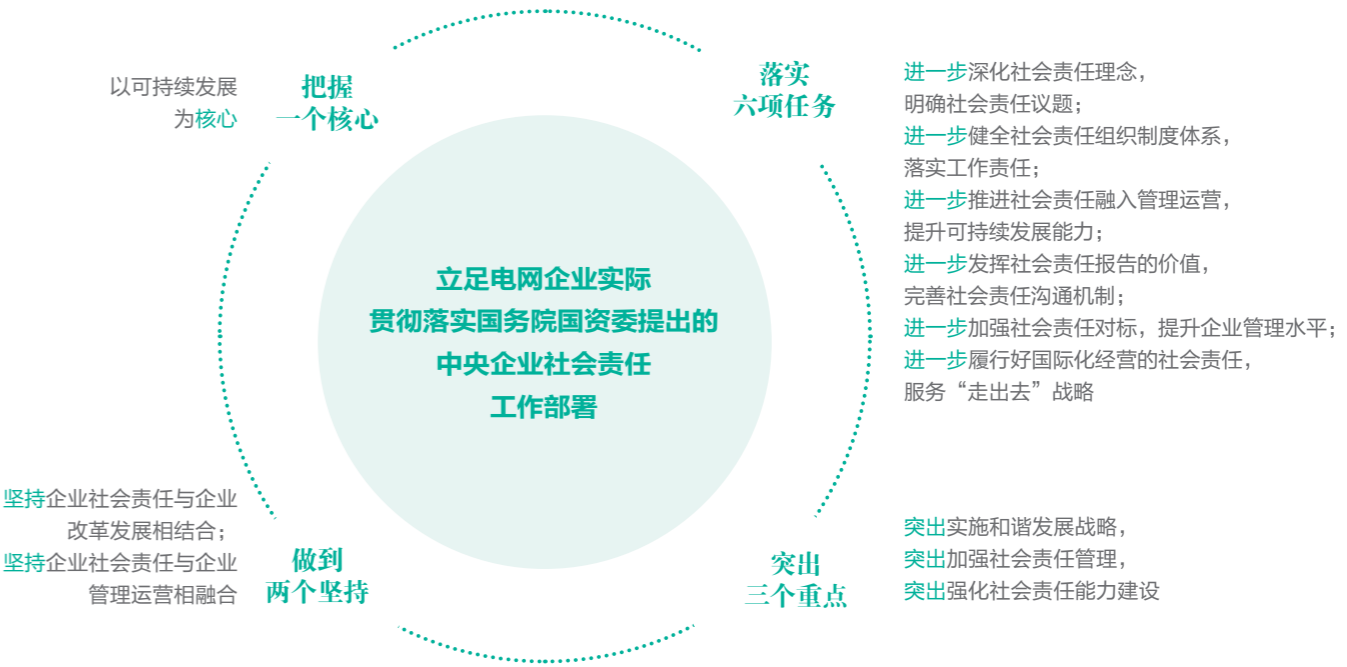 以可持续发展
为核心
把握
一个核心
落实
六项任务
进一步深化社会责任理念，
明确社会责任议题；
进一步健全社会责任组织制度体系，
落实工作责任；
进一步推进社会责任融入管理运营，
提升可持续发展能力；
进一步发挥社会责任报告的价值，
完善社会责任沟通机制；
进一步加强社会责任对标，提升企业管理水平；
进一步履行好国际化经营的社会责任，
服务“走出去”战略
立足电网企业实际
贯彻落实国务院国资委提出的
中央企业社会责任
工作部署
坚持企业社会责任与企业
改革发展相结合；
坚持企业社会责任与企业
管理运营相融合
做到
两个坚持
突出
三个重点
突出实施和谐发展战略，
突出加强社会责任管理，
突出强化社会责任能力建设